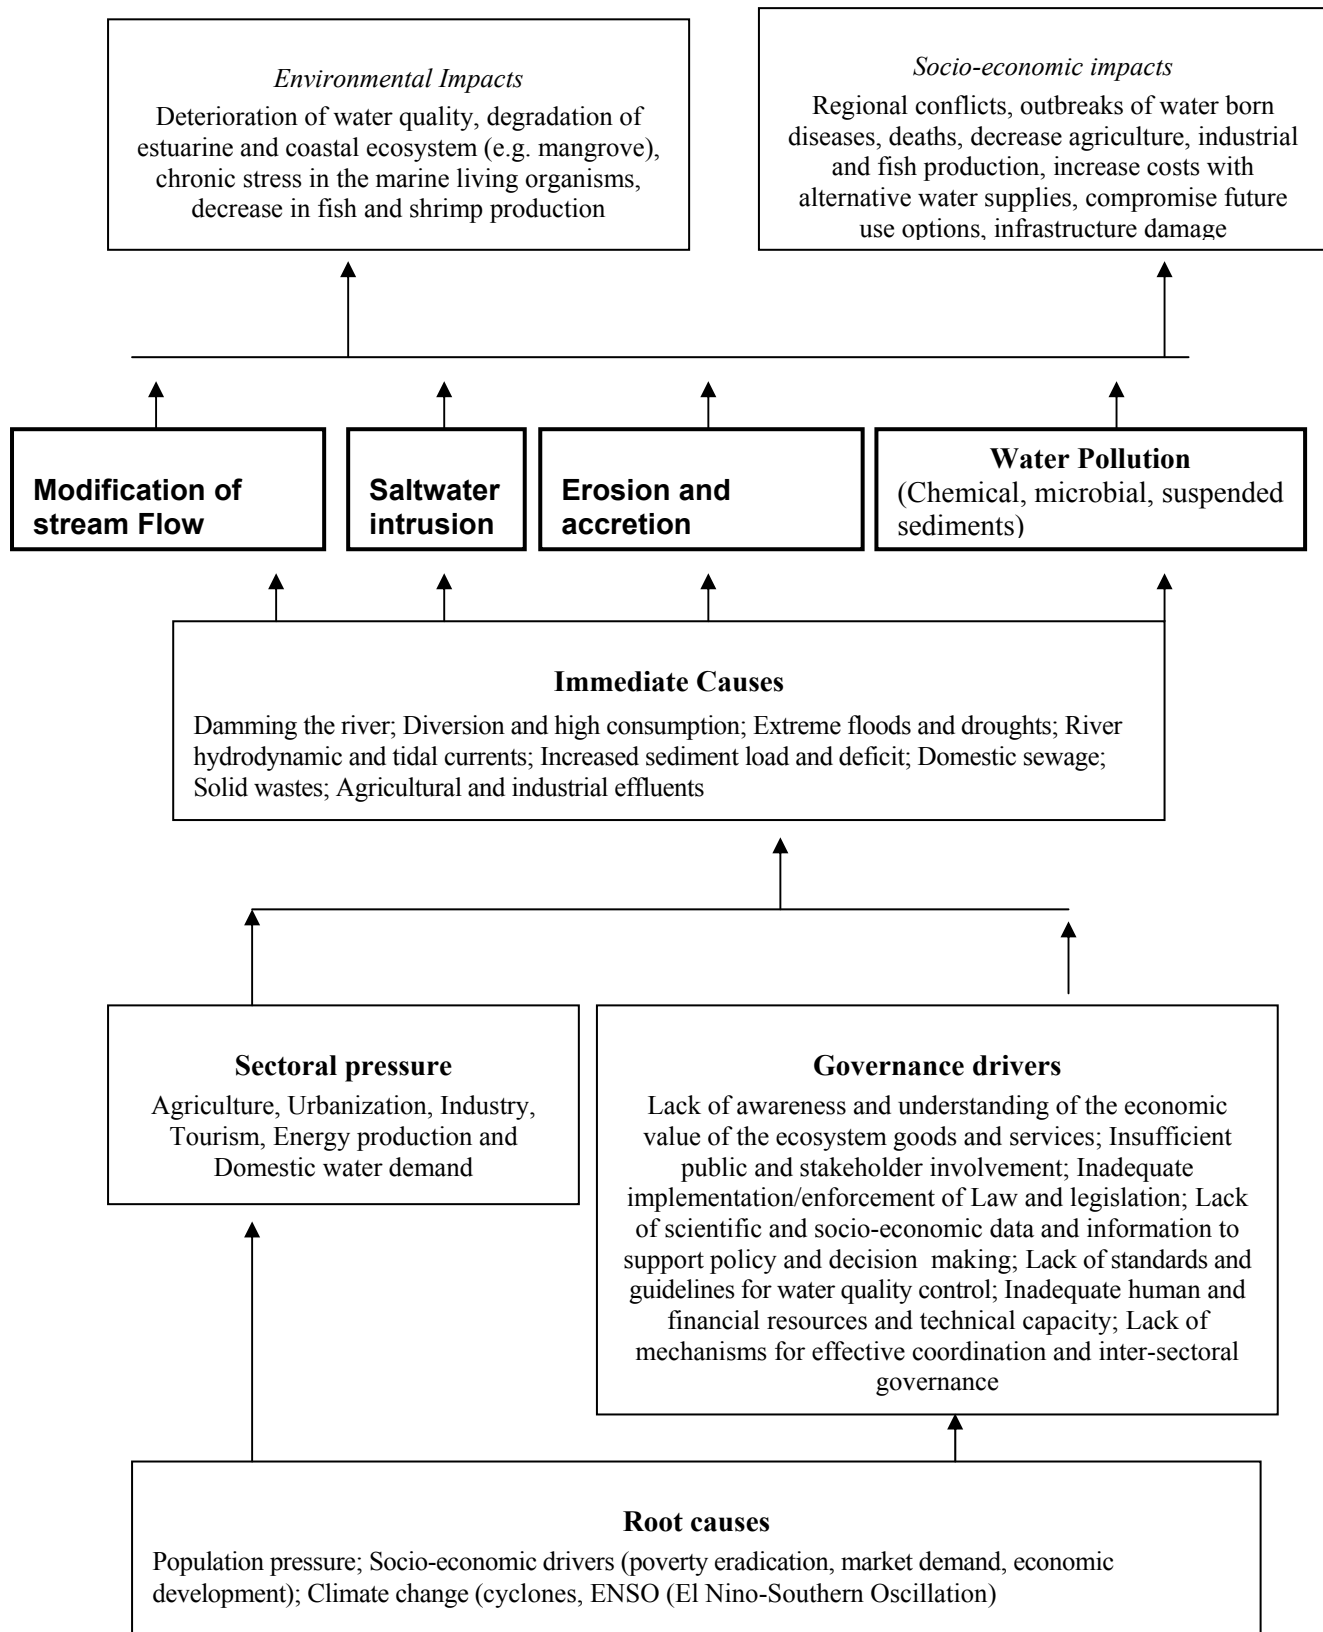 Environmental Impacts
Deterioration of water quality, degradation of
estuarine and coastal ecosystem (e.g. mangrove),
chronic stress in the marine living organisms,
decrease in fish and shrimp production
Socio-economic impacts
Regional conflicts, outbreaks of water born
diseases, deaths, decrease agriculture, industrial
and fish production, increase costs with
alternative water supplies, compromise future
use options, infrastructure damage
Modification of
stream Flow
Saltwater
intrusion
Erosion and
accretion
Water Pollution
(Chemical, microbial, suspended
sediments)
Immediate Causes
Damming the river; Diversion and high consumption; Extreme floods and droughts; River
hydrodynamic and tidal currents; Increased sediment load and deficit; Domestic sewage;
Solid wastes; Agricultural and industrial effluents
Sectoral pressure
Agriculture, Urbanization, Industry,
Tourism, Energy production and
Domestic water demand
Governance drivers
Lack of awareness and understanding of the economic
value of the ecosystem goods and services; Insufficient
public and stakeholder involvement; Inadequate
implementation/enforcement of Law and legislation; Lack
of scientific and socio-economic data and information to
support policy and decision  making; Lack of standards and
guidelines for water quality control; Inadequate human and
financial resources and technical capacity; Lack of
mechanisms for effective coordination and inter-sectoral
governance
Root causes
Population pressure; Socio-economic drivers (poverty eradication, market demand, economic
development); Climate change (cyclones, ENSO (El Nino-Southern Oscillation)